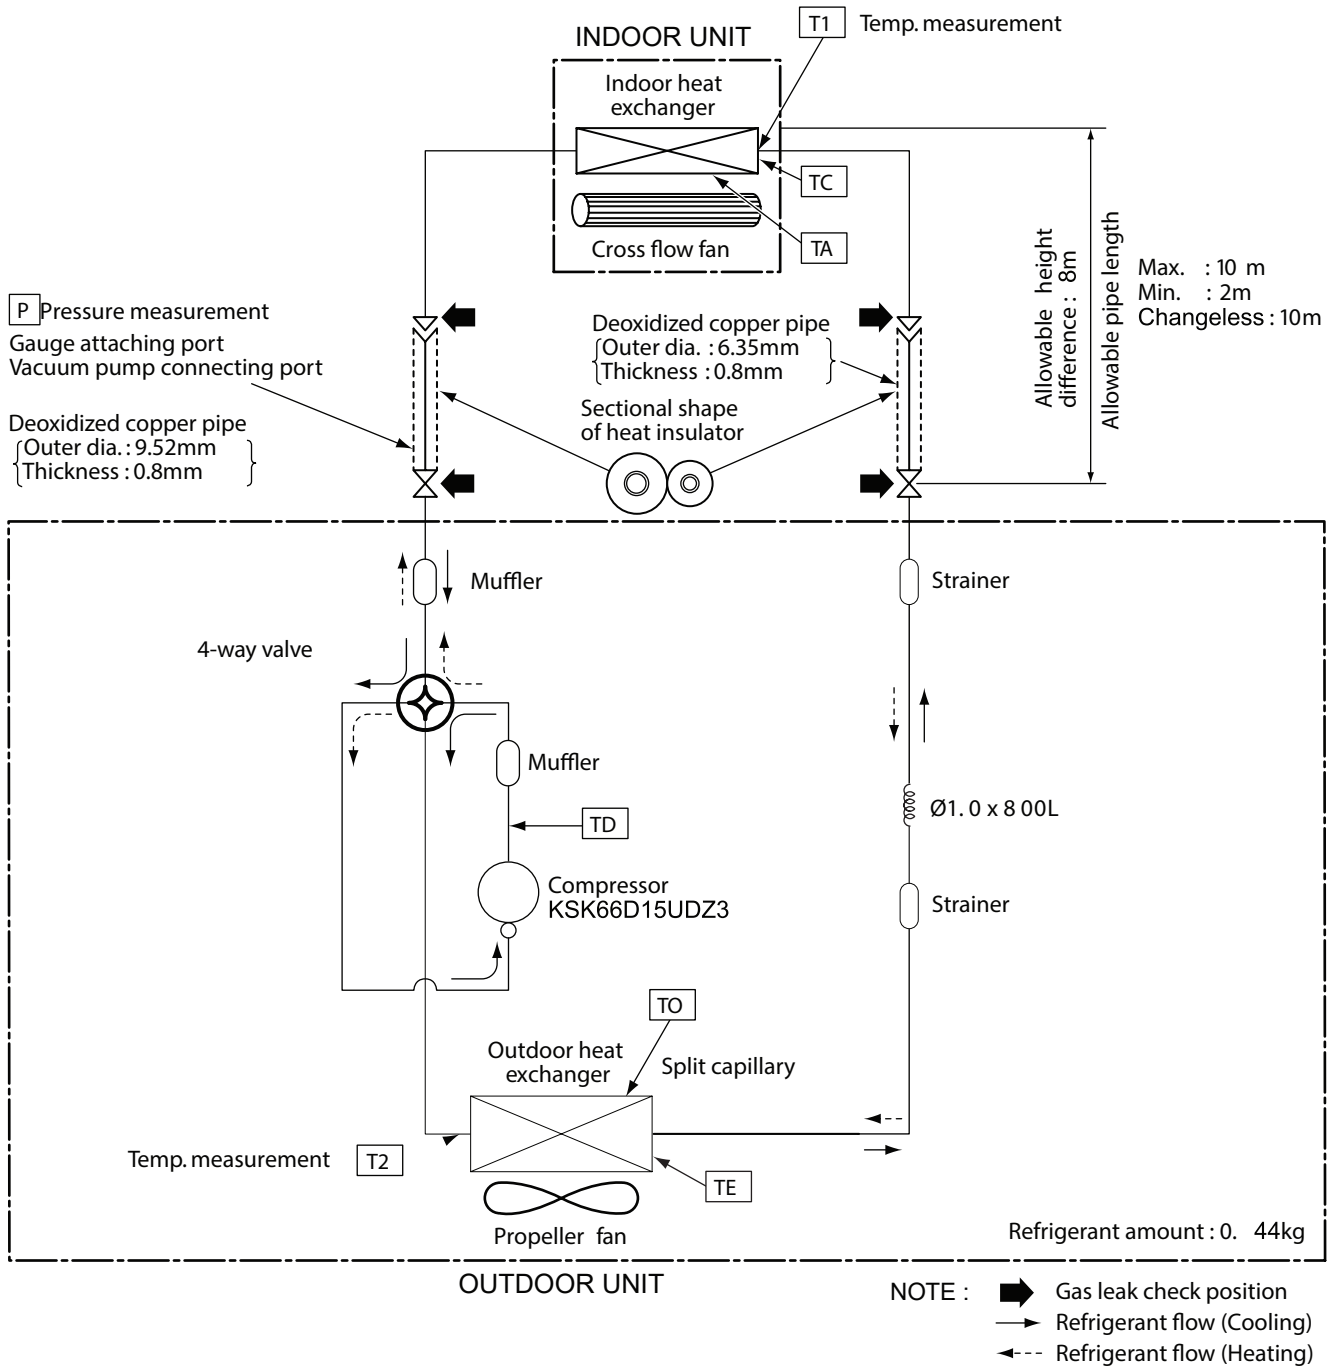 T1 Temp. measurement
INDOOR UNIT
Indoor heat
exchanger
TC
TA
Cross flow fan
Allowable height
difference : 8m
Allowable pipe length
Max. : 10 m
Min. : 2m
Changeless : 10m
P Pressure measurement
Gauge attaching port
Vacuum pump connecting port
Deoxidized copper pipe
Outer dia. : 9.52mm
Thickness : 0.8mm
Deoxidized copper pipe
Outer dia. : 6.35mm
Thickness : 0.8mm
Sectional shape
of heat insulator
Muffler
Strainer
4-way valve
Muffler
TD
Ø1. 0 x 8 00L
Compressor
KSK66D15UDZ3
Strainer
TO
Outdoor heat
exchanger
Split capillary
Temp. measurement T2
TE
Propeller fan
Refrigerant amount : 0. 44kg
OUTDOOR UNIT
NOTE :
Gas leak check position
Refrigerant flow (Cooling)
Refrigerant flow (Heating)